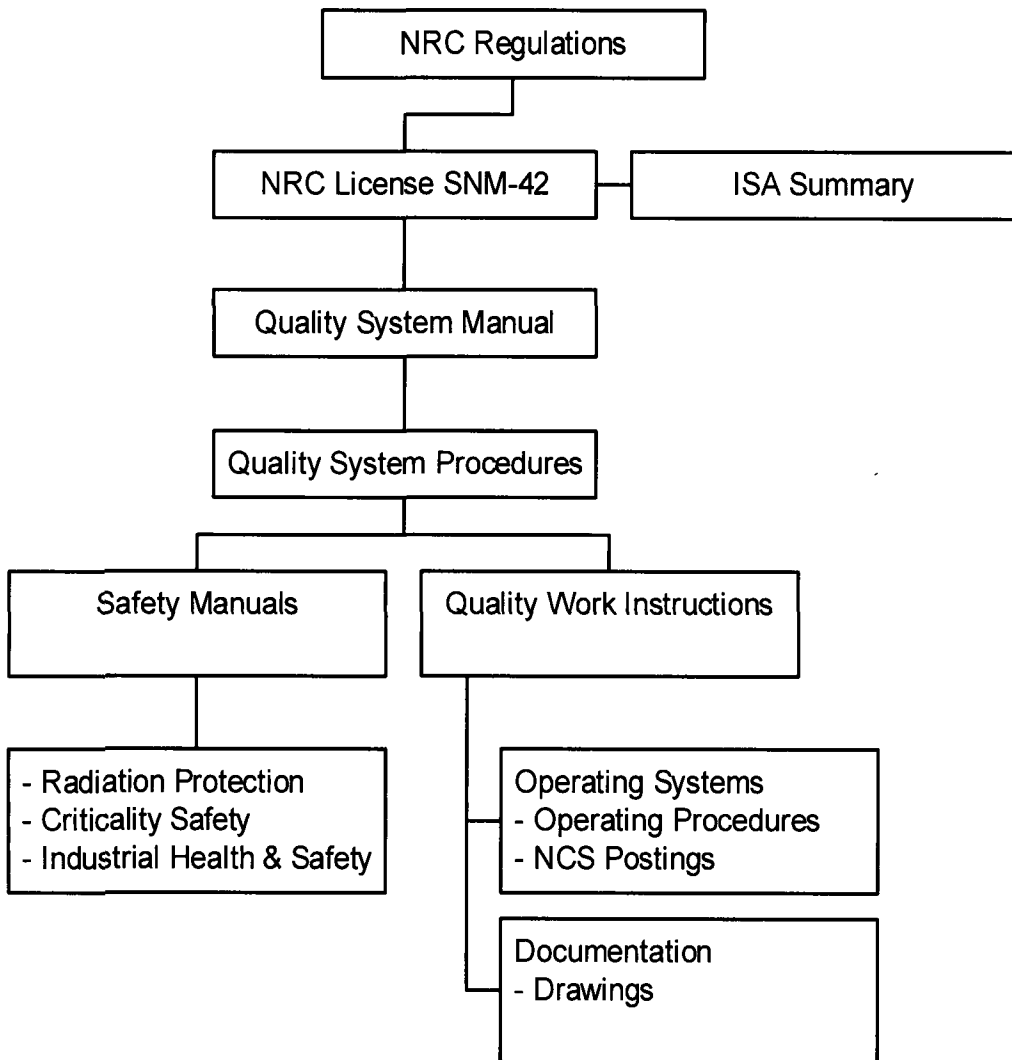 NRC Regulations
NRC License SNM-42
ISA Summary
Quality System Manual
Quality System Procedures
Safety Manuals
Quality Work Instructions
- Radiation Protection
- Criticality Safety
- Industrial Health & Safety
Operating Systems
- Operating Procedures
- NCS Postings
Documentation
- Drawings